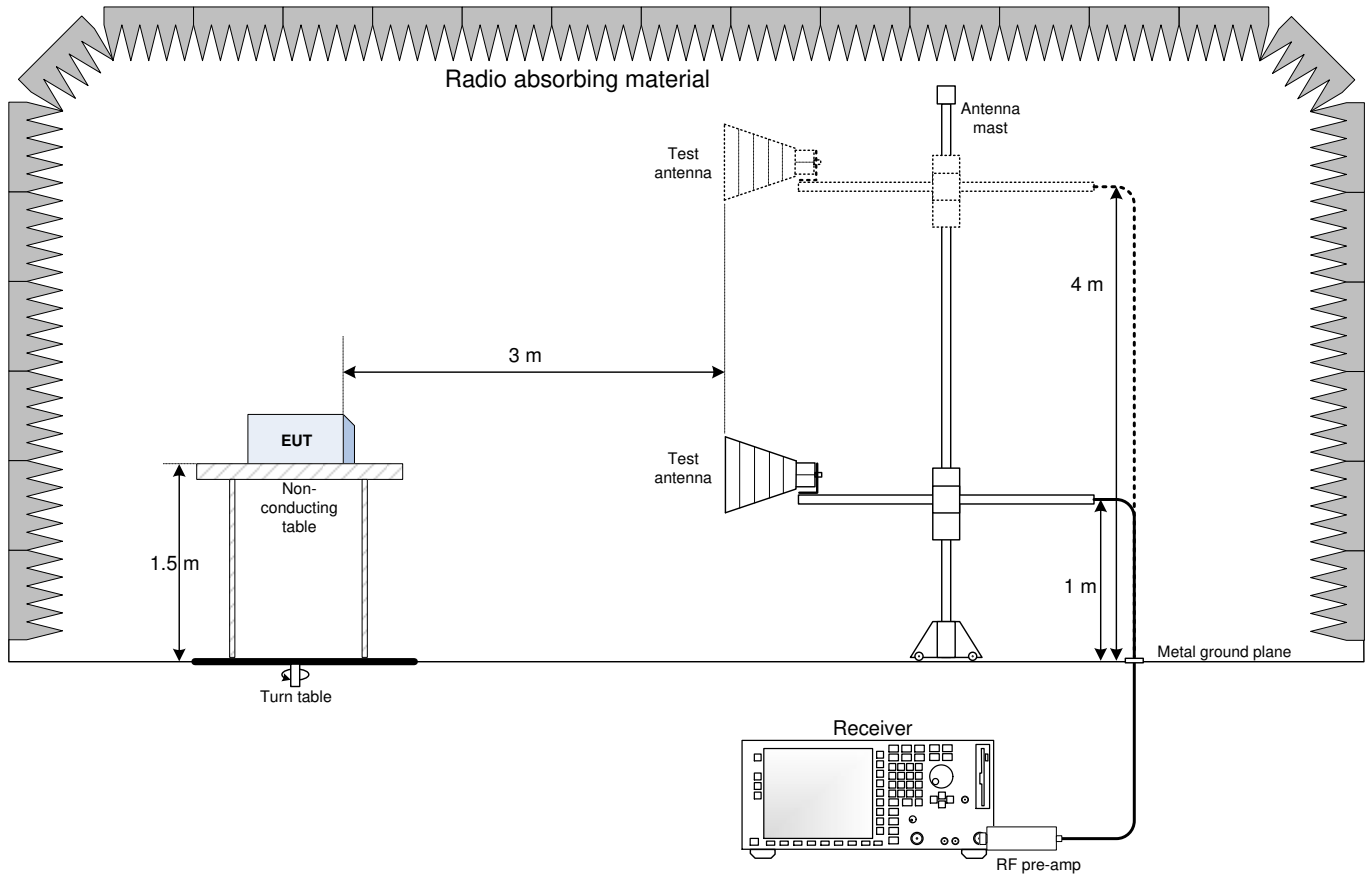 Radio absorbing material
Antenna
mast
Test
antenna
4 m
3 m
EUT
Test
antenna
Non-
conducting
table
1.5 m
1 m
Metal ground plane
Turn table
Receiver
RF pre-amp